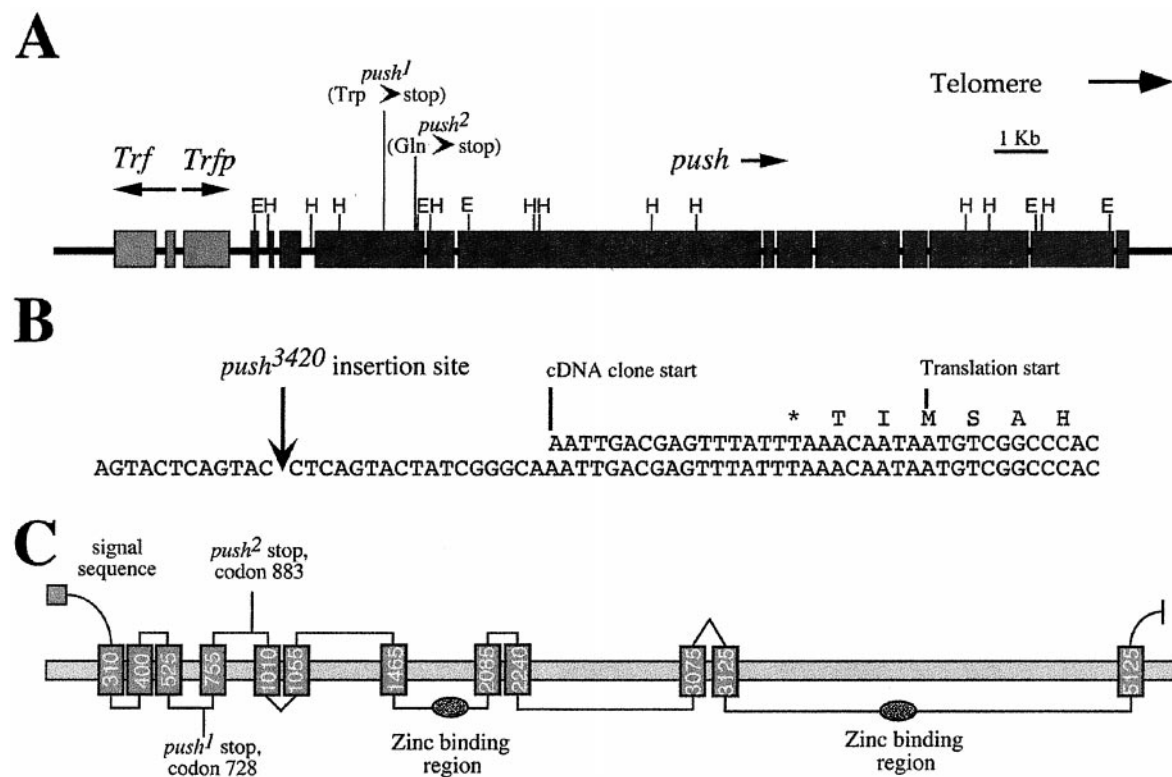 A
push1
(Trp ➤ stop)
push2
(Gln ➤ stop)
Telomere
1 Kb
Trf Trfp
push
E H H H E H E H H H H H H E H E
B
push3420 insertion site
cDNA clone start
Translation start
* T I M S A H
AATTGACGAGTTTATTTAAACAATAATGTCGGCCCAC
AGTACTCAGTAC CTCAGTACTATCGGGCAAATTGACGAGTTTATTTAAACAATAATGTCGGCCCAC
C
signal
sequence
push2 stop,
codon 883
310 400 525 755 1010 1055 1465 2085 2240 3075 3125 5125
push1 stop,
codon 728
Zinc binding
region
Zinc binding
region